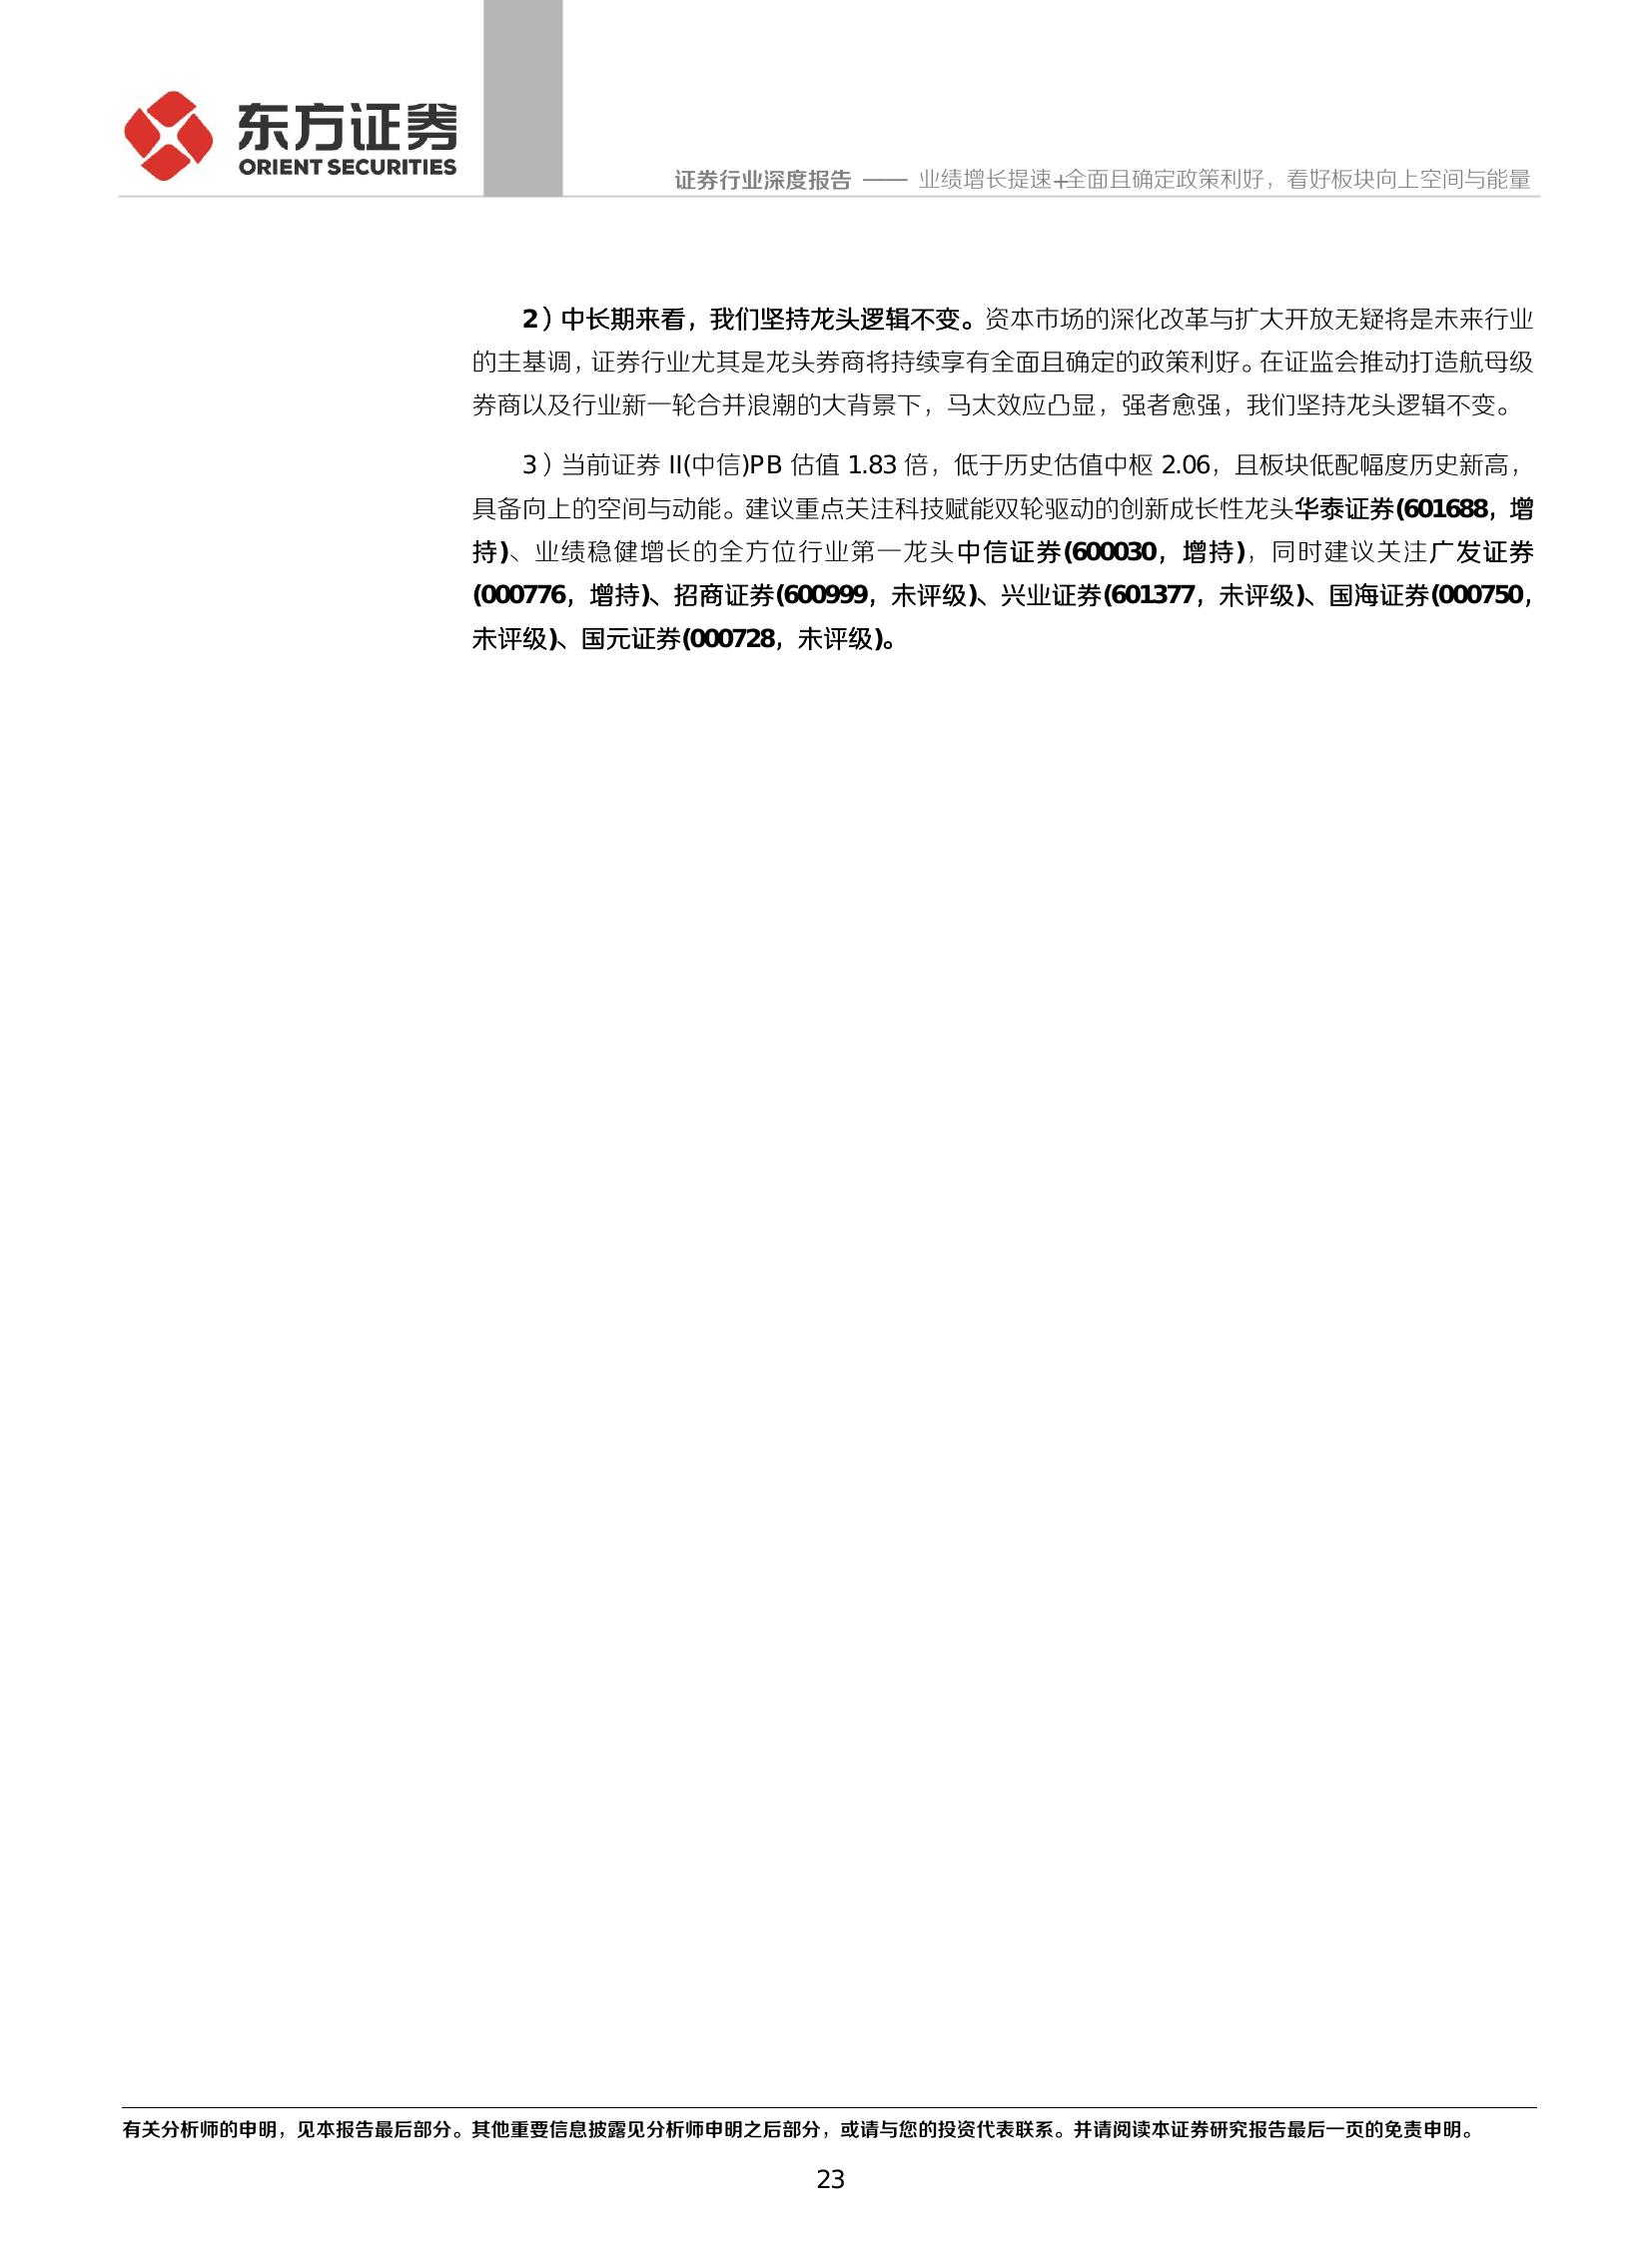 东方证券
ORIENT SECURITIES
证券行业深度报告 —— 业绩增长提速+全面且确定政策利好，看好板块向上空间与能量
2）中长期来看，我们坚持龙头逻辑不变。资本市场的深化改革与扩大开放无疑将是未来行业
的主基调，证券行业尤其是龙头券商将持续享有全面且确定的政策利好。在证监会推动打造航母级
券商以及行业新一轮合并浪潮的大背景下，马太效应凸显，强者愈强，我们坚持龙头逻辑不变。
3）当前证券 II(中信)PB 估值 1.83 倍，低于历史估值中枢 2.06，且板块低配幅度历史新高，
具备向上的空间与动能。建议重点关注科技赋能双轮驱动的创新成长性龙头华泰证券(601688，增
持)、业绩稳健增长的全方位行业第一龙头中信证券(600030，增持)，同时建议关注广发证券
(000776，增持)、招商证券(600999，未评级)、兴业证券(601377，未评级)、国海证券(000750，
未评级)、国元证券(000728，未评级)。
有关分析师的申明，见本报告最后部分。其他重要信息披露见分析师申明之后部分，或请与您的投资代表联系。并请阅读本证券研究报告最后一页的免责申明。
23